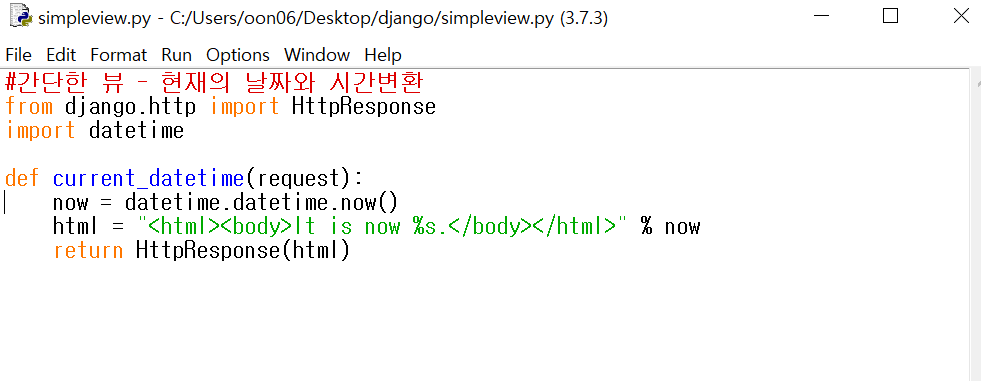 simpleview.py - C:/Users/oon06/Desktop/django/simpleview.py (3.7.3)
File Edit Format Run Options Window Help
#간단한 뷰 - 현재의 날짜와 시간변환
from django.http import HttpResponse
import datetime
def current_datetime(request):
    now = datetime.datetime.now()
    html = "<html><body>It is now %s.</body></html>" % now
    return HttpResponse(html)